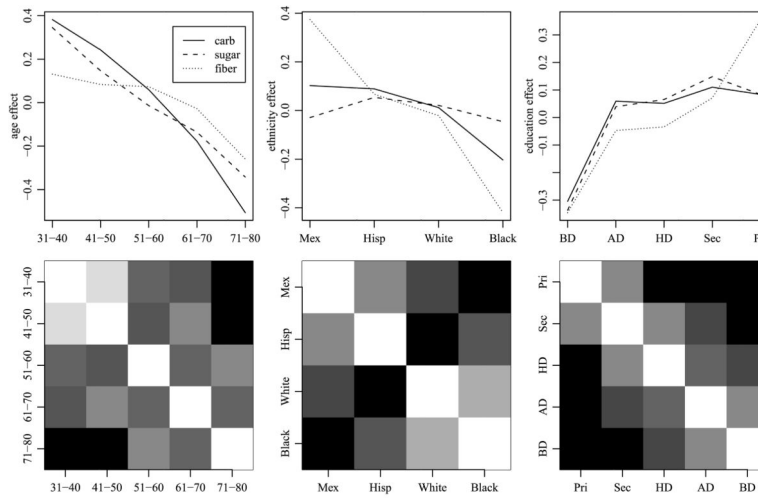 age effect
−0.4
−0.2
0.0
0.2
0.4
carb
sugar
fiber
31−40
41−50
51−60
61−70
71−80
ethnicity effect
−0.4
−0.2
0.0
0.2
0.4
Mex
Hisp
White
Black
education effect
−0.3
−0.1
0.0
0.1
0.3
BD
AD
HD
Sec
31−40
41−50
51−60
61−70
71−80
31−40
41−50
51−60
61−70
71−80
Mex
Hisp
White
Black
Mex
Hisp
White
Black
Pri
Sec
HD
AD
BD
Pri
Sec
HD
AD
BD